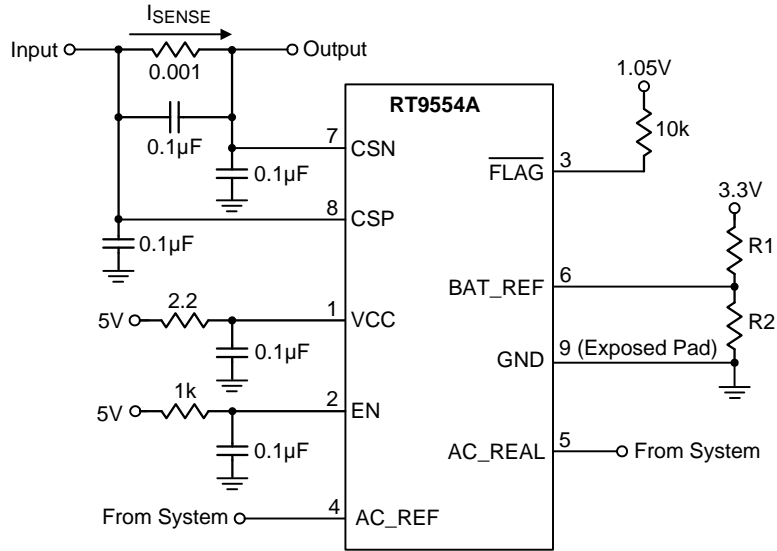 I_SENSE
Input
Output
0.001
0.1µF
0.1µF
0.1µF
RT9554A
7
CSN
8
CSP
1.05V
10k
3
FLAG
3.3V
R1
6
BAT_REF
R2
9 (Exposed Pad)
GND
5V
2.2
1
VCC
0.1µF
5V
1k
2
EN
0.1µF
5
AC_REAL
From System
From System
4
AC_REF